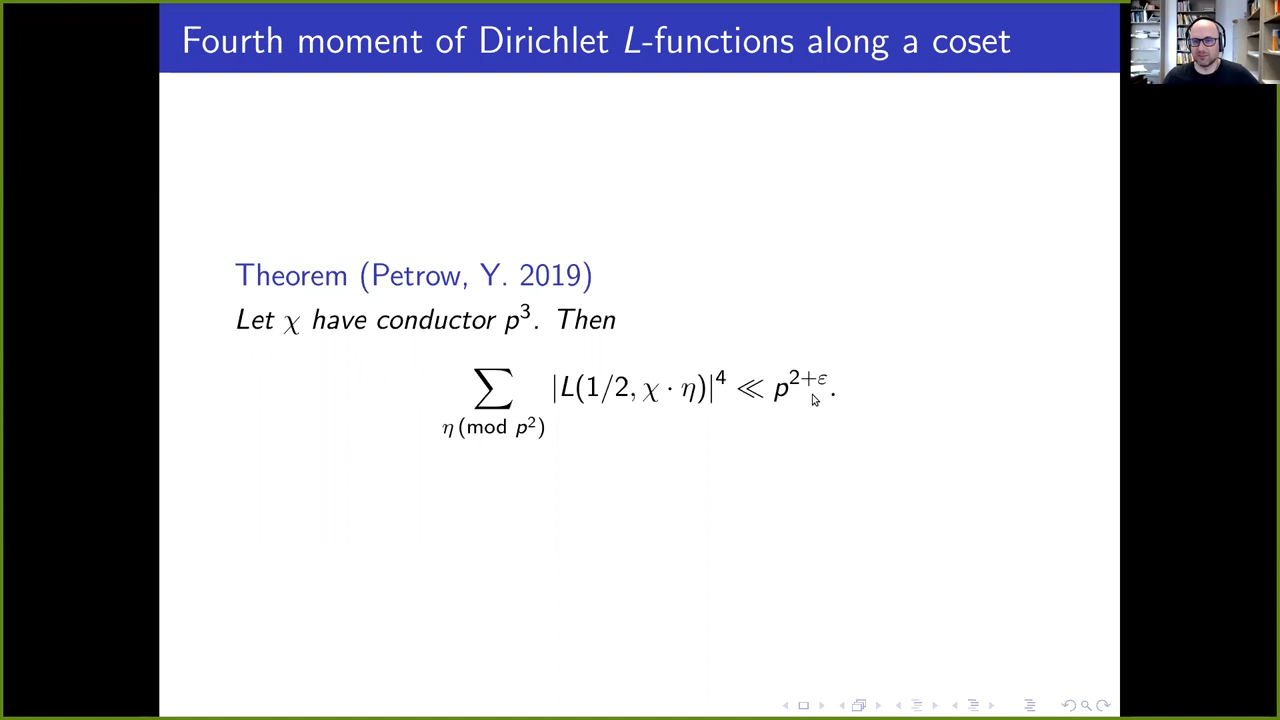 Fourth moment of Dirichlet L-functions along a coset
Theorem (Petrow, Y. 2019)
Let χ have conductor p³. Then
∑_{η (mod p²)} |L(1/2, χ · η)|⁴ ≪ p^{2+ε}.